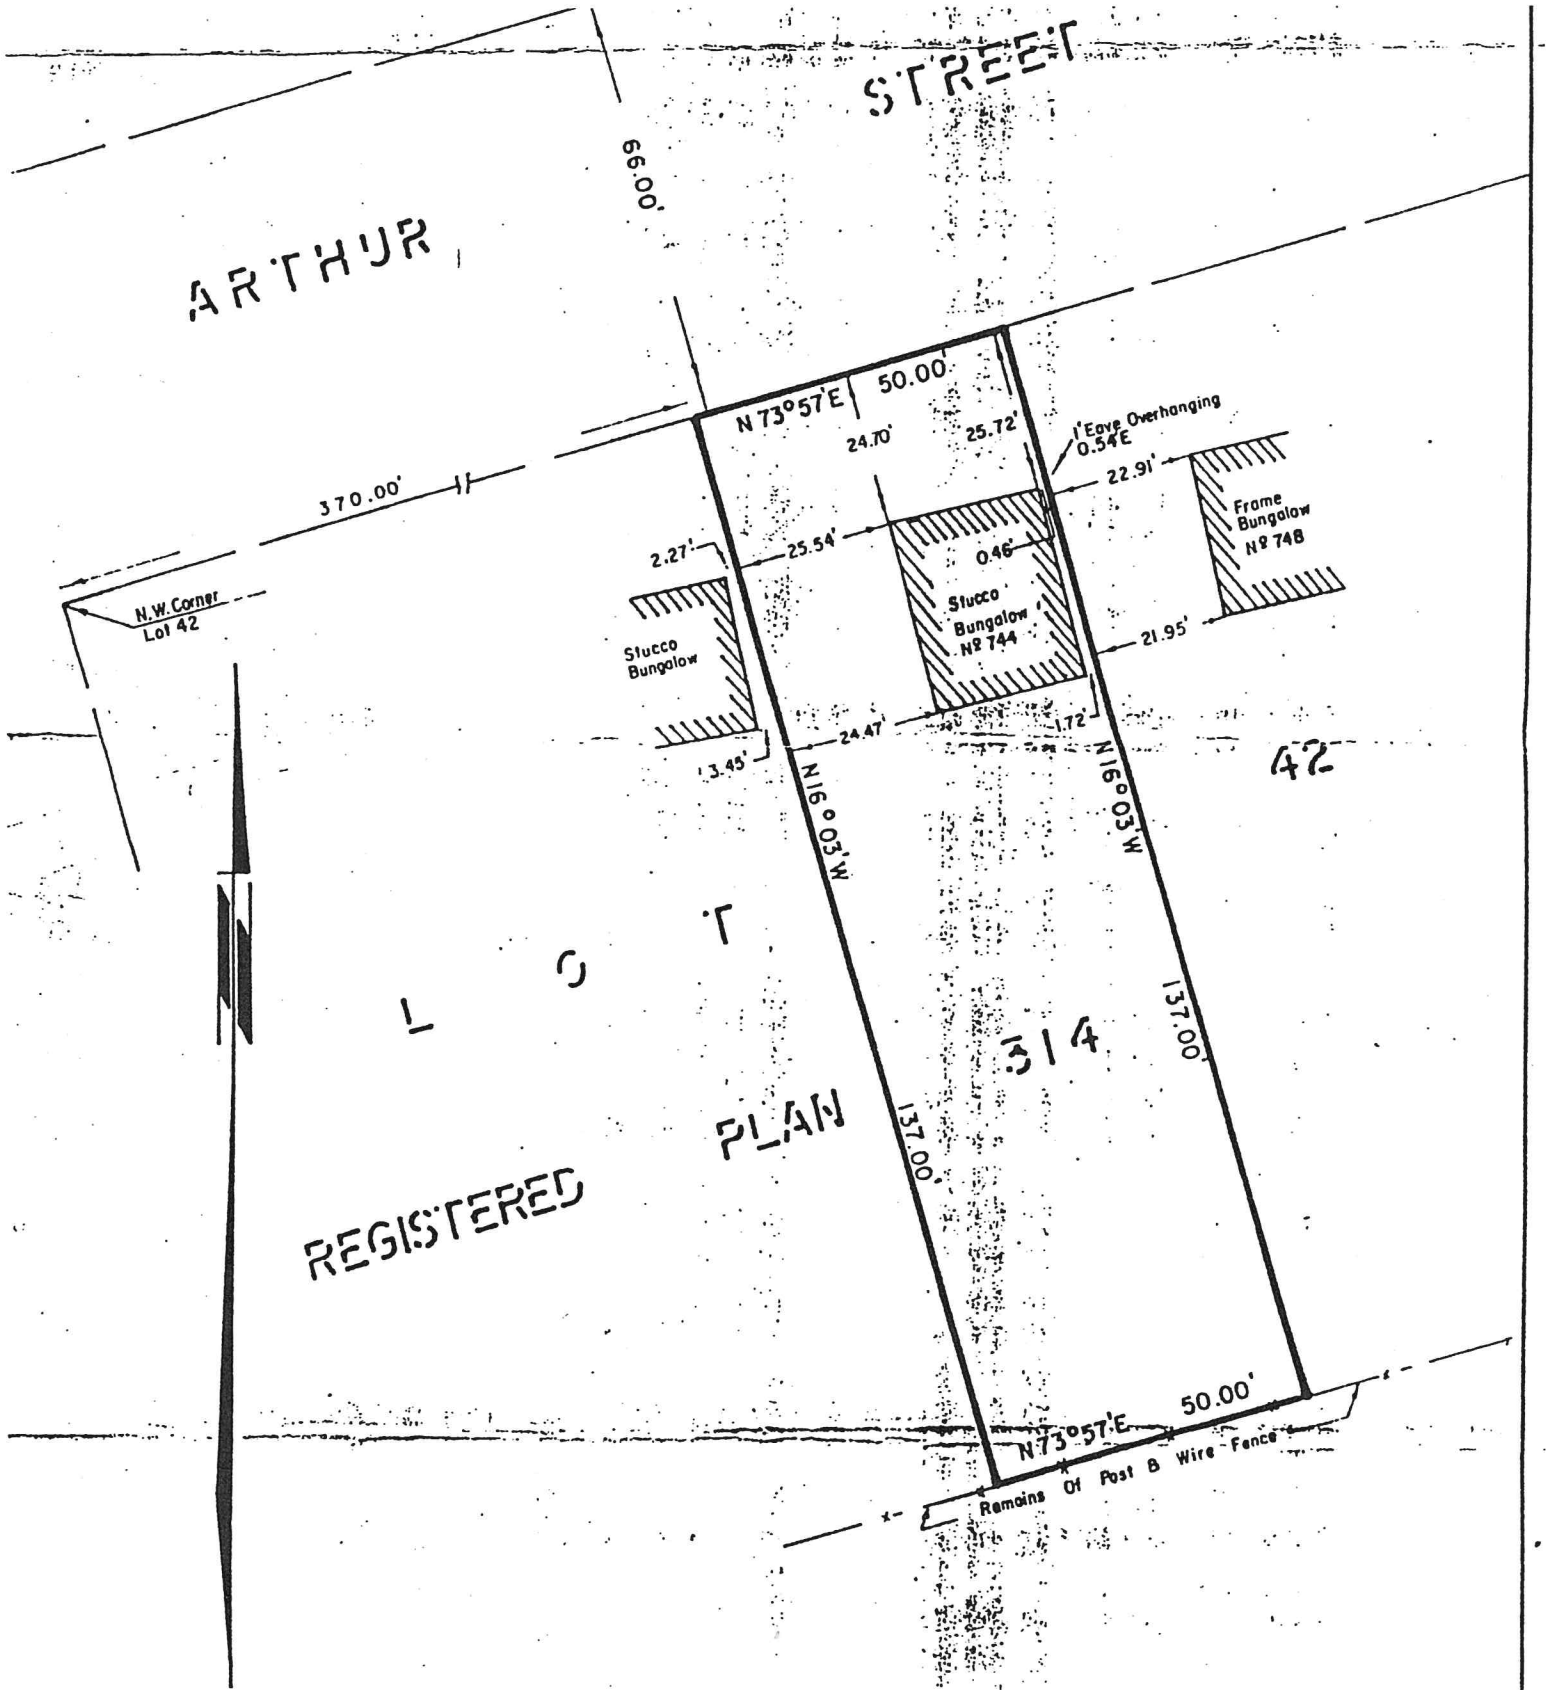 STREET
66.00'
ARTHUR
N 73°57'E 50.00'
24.70'
25.72'
1' Eave Overhanging
0.54'E
370.00'
22.91'
Frame
Bungalow
Nº 748
2.27'
25.54'
0.46'
N.W. Corner
Lot 42
Stucco
Bungalow
Nº 744
Stucco
Bungalow
21.95'
24.47'
1.72'
3.45'
N16°03'W
N16°03'W
42
N
L O T
137.00'
314
137.00'
PLAN
REGISTERED
50.00'
N73°57'E
Remains Of Post & Wire Fence